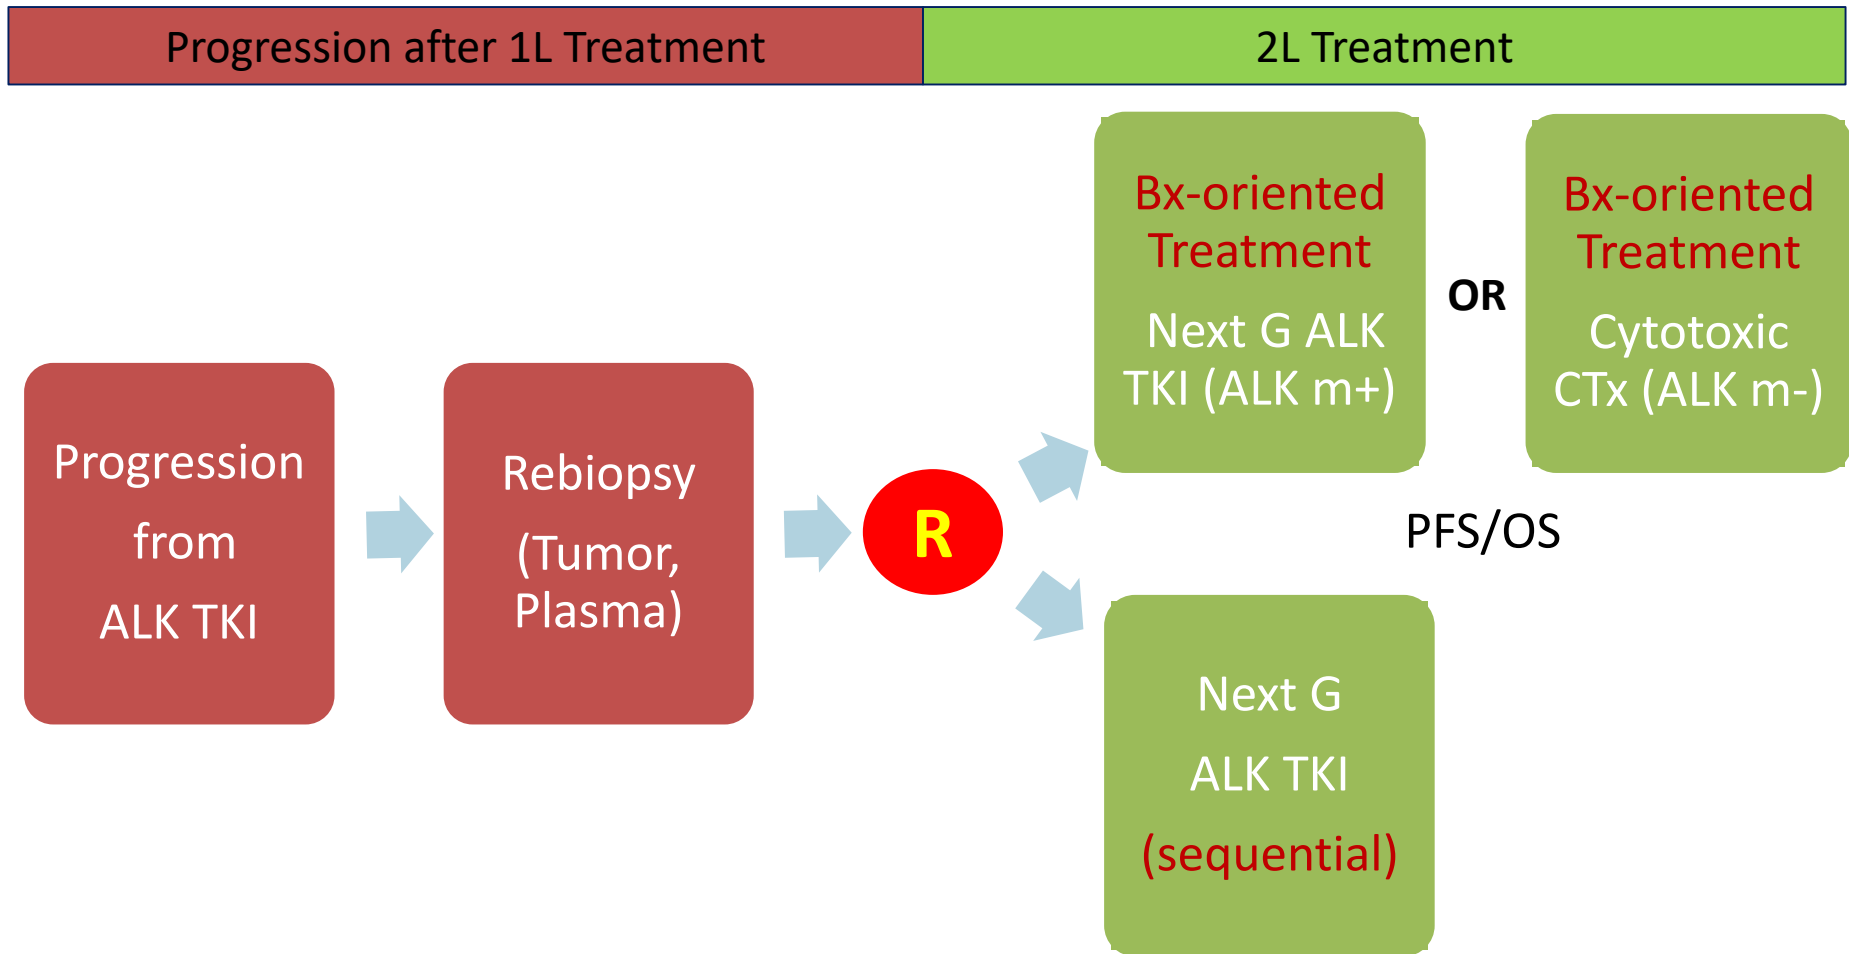 Progression after 1L Treatment
2L Treatment
Progression
from
ALK TKI
Rebiopsy
(Tumor,
Plasma)
R
Bx-oriented
Treatment
Next G ALK
TKI (ALK m+)
OR
Bx-oriented
Treatment
Cytotoxic
CTx (ALK m-)
PFS/OS
Next G
ALK TKI
(sequential)